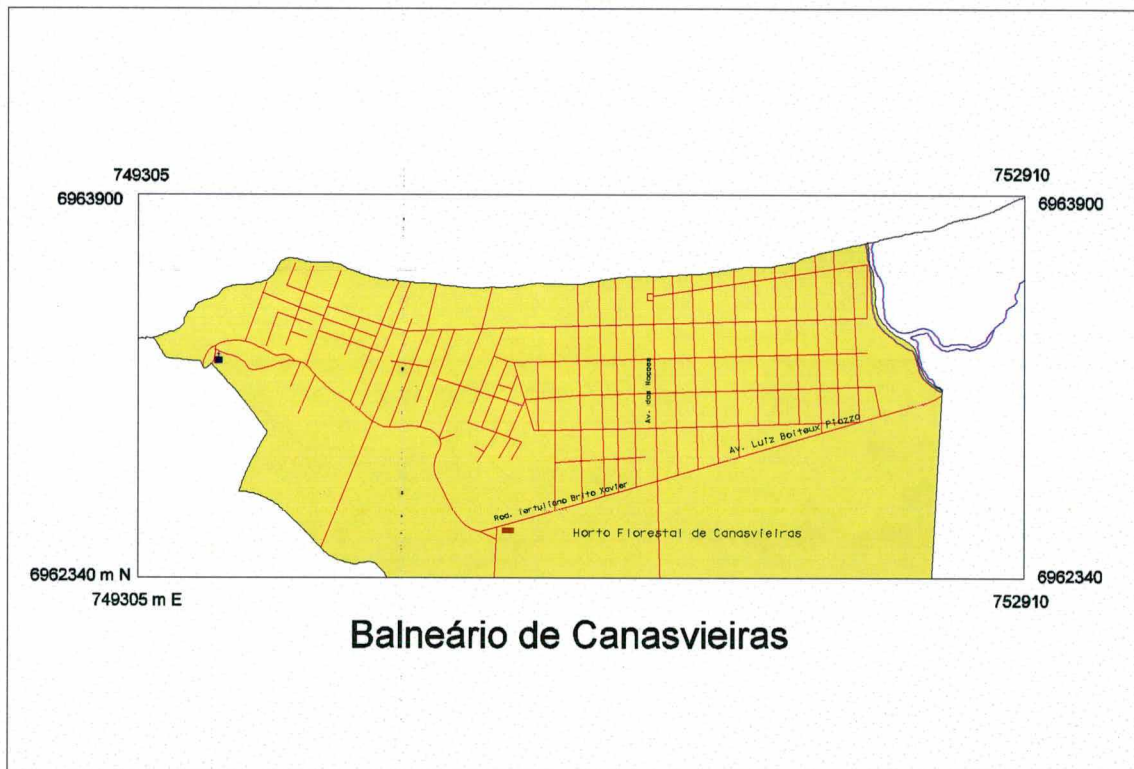 749305
752910
6963900
6963900
Av. das Nacoes
Av. Luiz Boiteux Piazza
Rod. Tertuliano Brito Xavier
Horto Florestal de Canasvieiras
6962340 m N
6962340
749305 m E
752910
Balneário de Canasvieiras